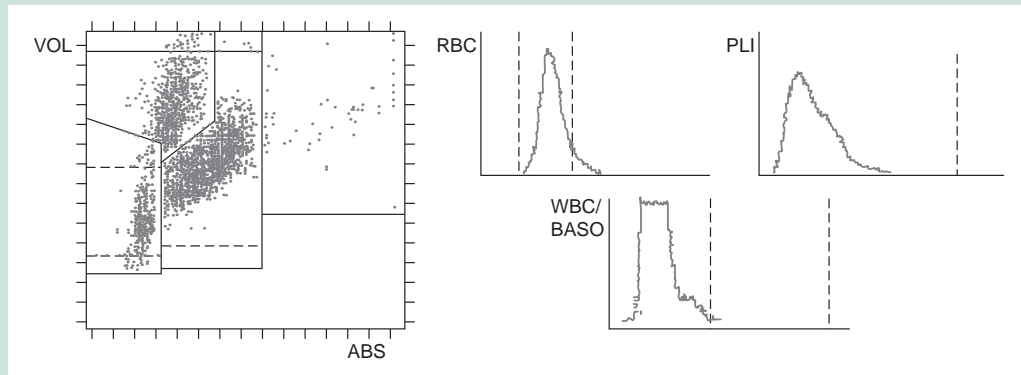 VOL
ABS
RBC
PLI
WBC/
BASO